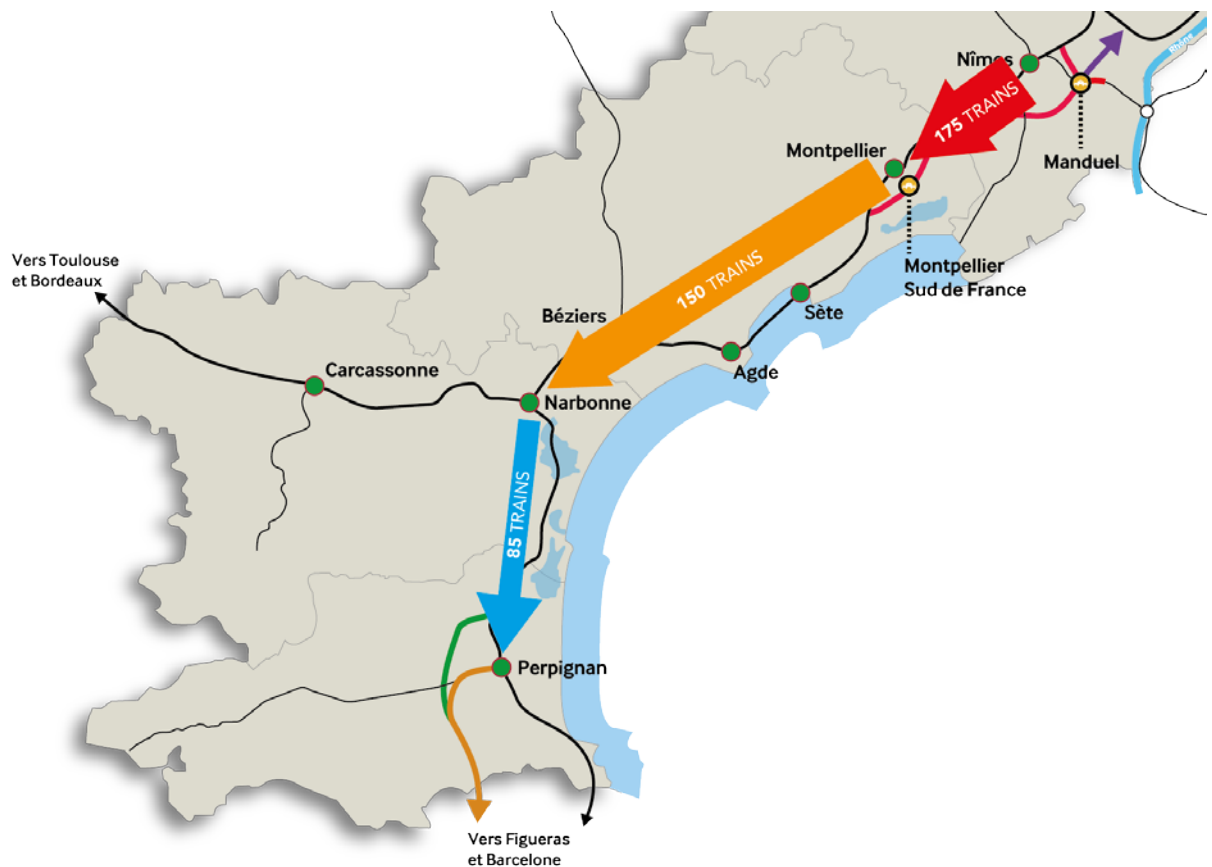 Rhône
Nîmes
175 TRAINS
Manduel
Montpellier
Montpellier
Sud de France
150 TRAINS
Vers Toulouse
et Bordeaux
Béziers
Sète
Agde
Carcassonne
Narbonne
85 TRAINS
Perpignan
Vers Figueras
et Barcelone